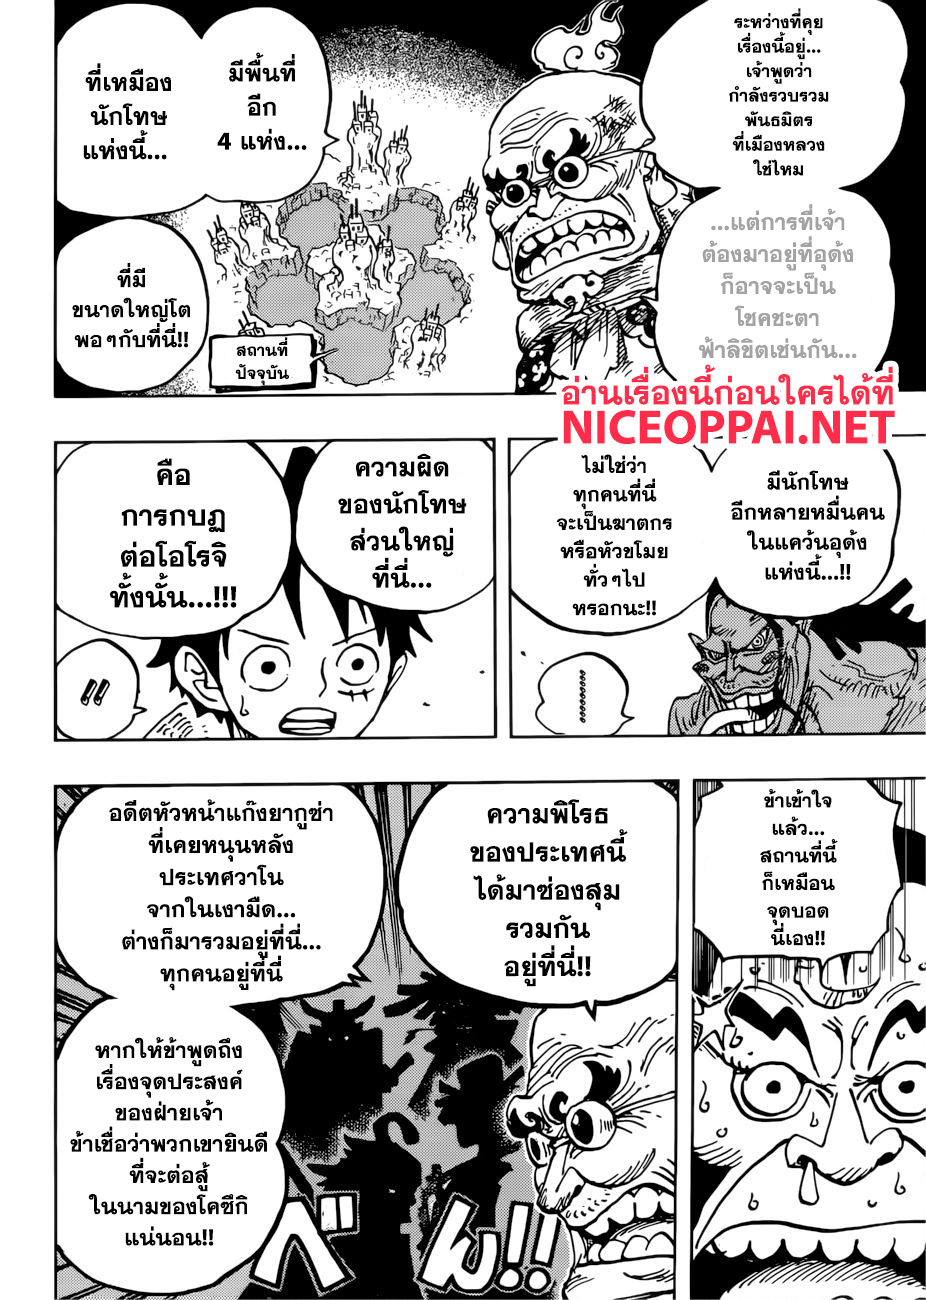 ระหว่างที่คุย
เรื่องนี้อยู่...
เจ้าพูดว่า
กำลังรวบรวม
พันธมิตร
ที่เมืองหลวง
ใช่ไหม
...แต่การที่เจ้า
ต้องมาอยู่ที่อุด้ง
ก็อาจจะเป็น
โชคชะตา
ฟ้าลิขิตเช่นกัน...
มีพื้นที่
อีก
4 แห่ง...
ที่เหมือง
นักโทษ
แห่งนี้...
ที่มี
ขนาดใหญ่โต
พอๆกับที่นี่!!
สถานที่
ปัจจุบัน
อ่านเรื่องนี้ก่อนใครได้ที่
NICEOPPAI.NET
มีนักโทษ
อีกหลายหมื่นคน
ในแคว้นอุด้ง
แห่งนี้...!!
ไม่ใช่ว่า
ทุกคนที่นี่
จะเป็นฆาตกร
หรือหัวขโมย
ทั่วๆไป
หรอกนะ!!
.........
ความผิด
ของนักโทษ
ส่วนใหญ่
ที่นี่...
คือ
การกบฏ
ต่อโอโรจิ
ทั้งนั้น...!!!
!!
ข้าเข้าใจ
แล้ว...
สถานที่นี้
ก็เหมือน
จุดบอด
นี่เอง!!
ความพิโรธ
ของประเทศนี้
ได้มาซ่องสุม
รวมกัน
อยู่ที่นี่!!
อดีตหัวหน้าแก๊งยากูซ่า
ที่เคยหนุนหลัง
ประเทศวาโน
จากในเงามืด...
ต่างก็มารวมอยู่ที่นี่...
ทุกคนอยู่ที่นี่
หากให้ข้าพูดถึง
เรื่องจุดประสงค์
ของฝ่ายเจ้า
ข้าเชื่อว่าพวกเขายินดี
ที่จะต่อสู้
ในนามของโคซึกิ
แน่นอน!!
べん!!